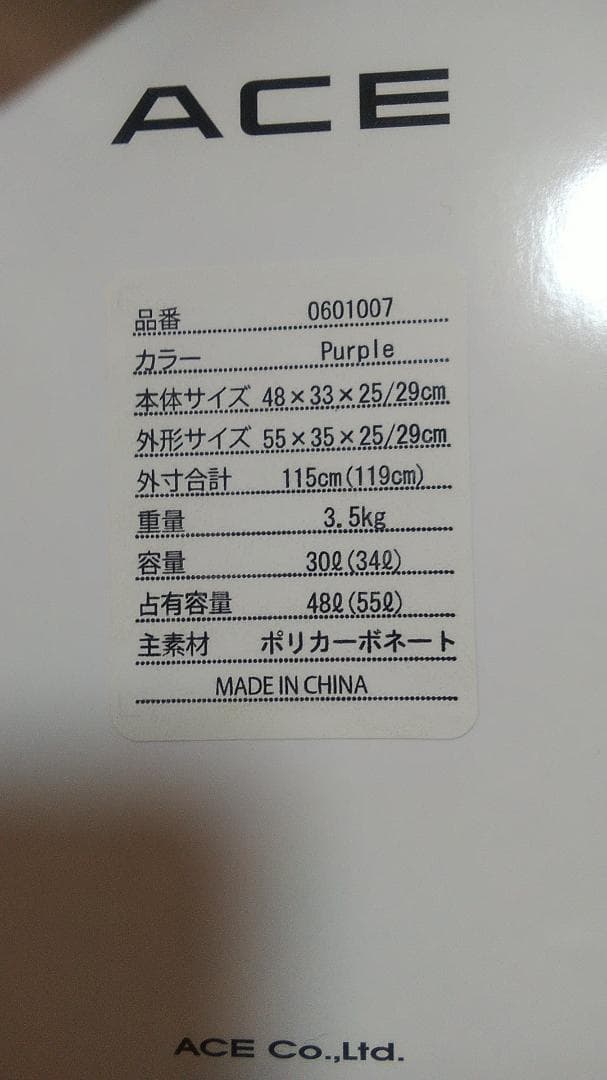 ACE
品番 0601007
カラー Purple
本体サイズ 48×33×25/29cm
外形サイズ 55×35×25/29cm
外寸合計 115cm(119cm)
重量 3.5kg
容量 30ℓ(34ℓ)
占有容量 48ℓ(55ℓ)
主素材 ポリカーボネート
MADE IN CHINA
ACE Co.,Ltd.